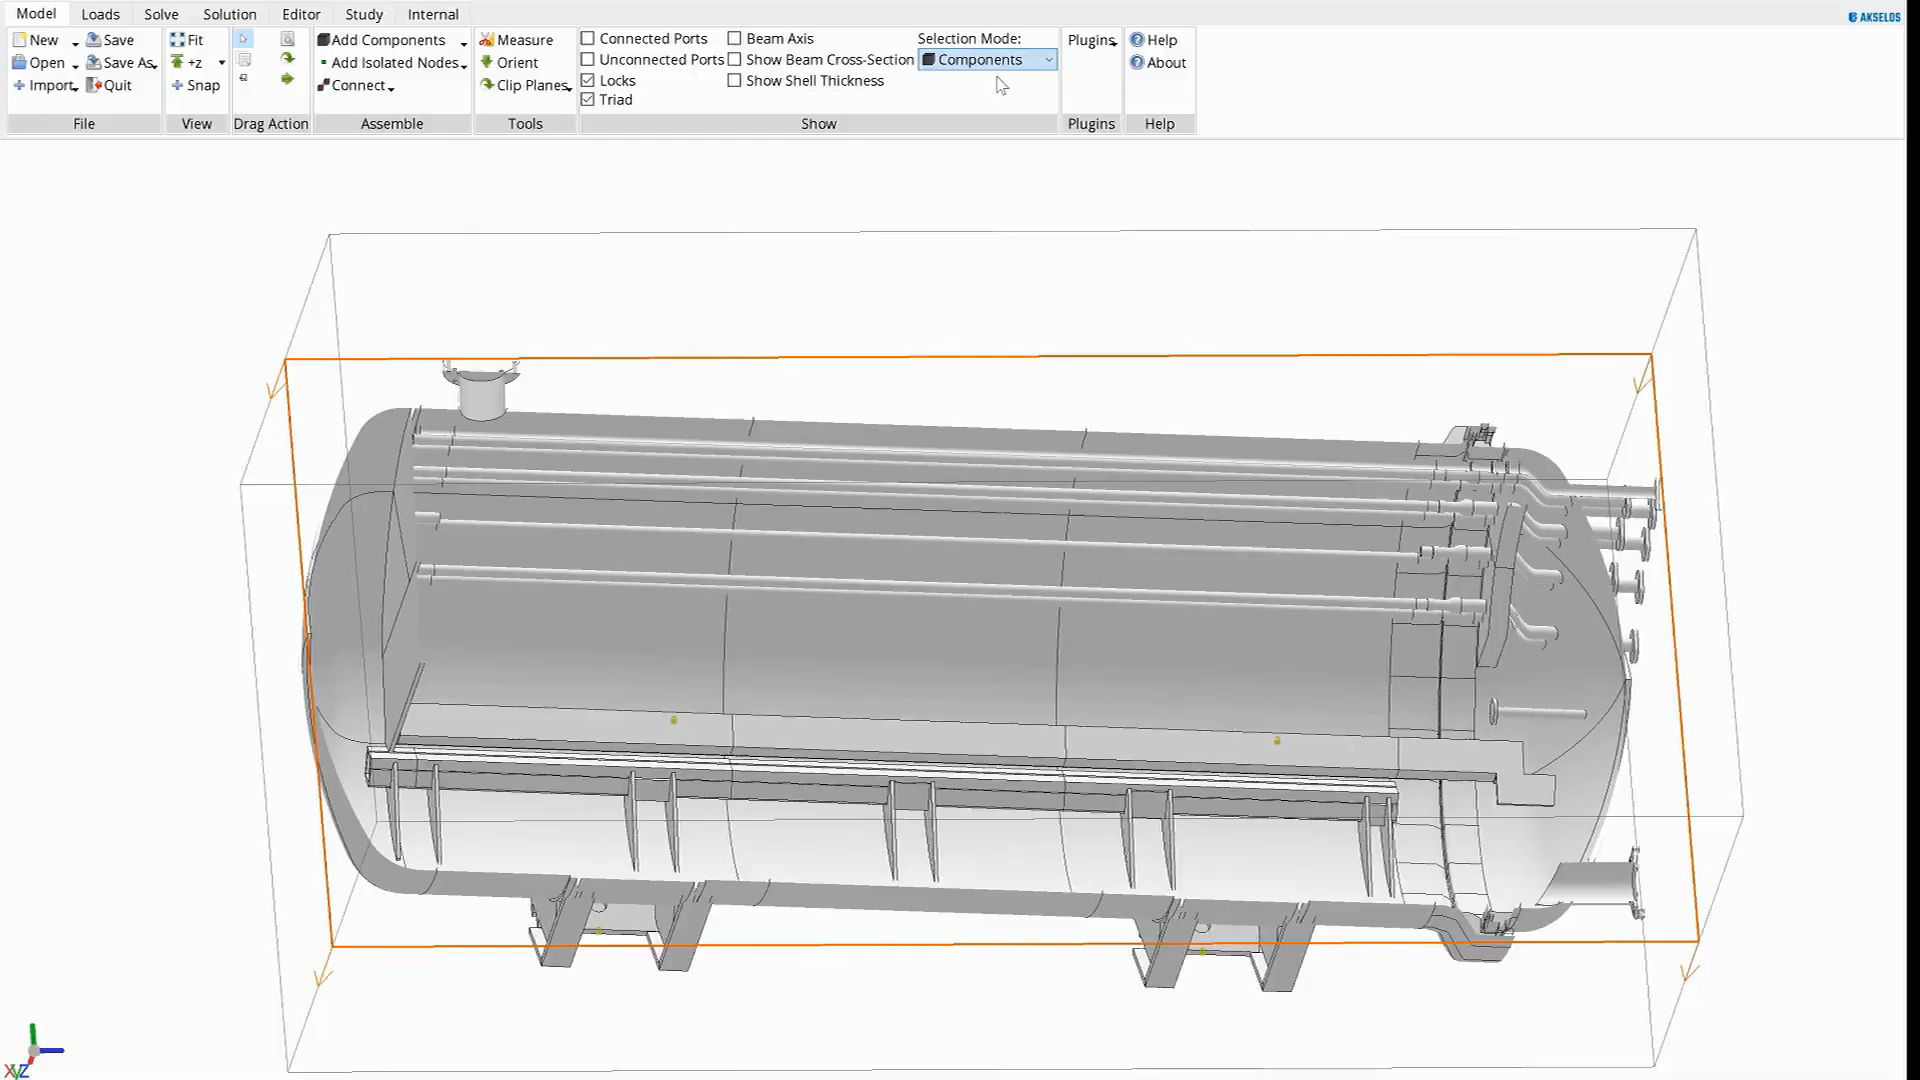 Model Loads Solve Solution Editor Study Internal
AKSELOS
New Save Fit Add Components Measure Connected Ports Beam Axis Selection Mode: Plugins Help
Open Save As +z Add Isolated Nodes Orient Unconnected Ports Show Beam Cross-Section Components About
Import Quit Snap Connect Clip Planes Locks Show Shell Thickness
Triad
File View Drag Action Assemble Tools Show Plugins Help
XyZ